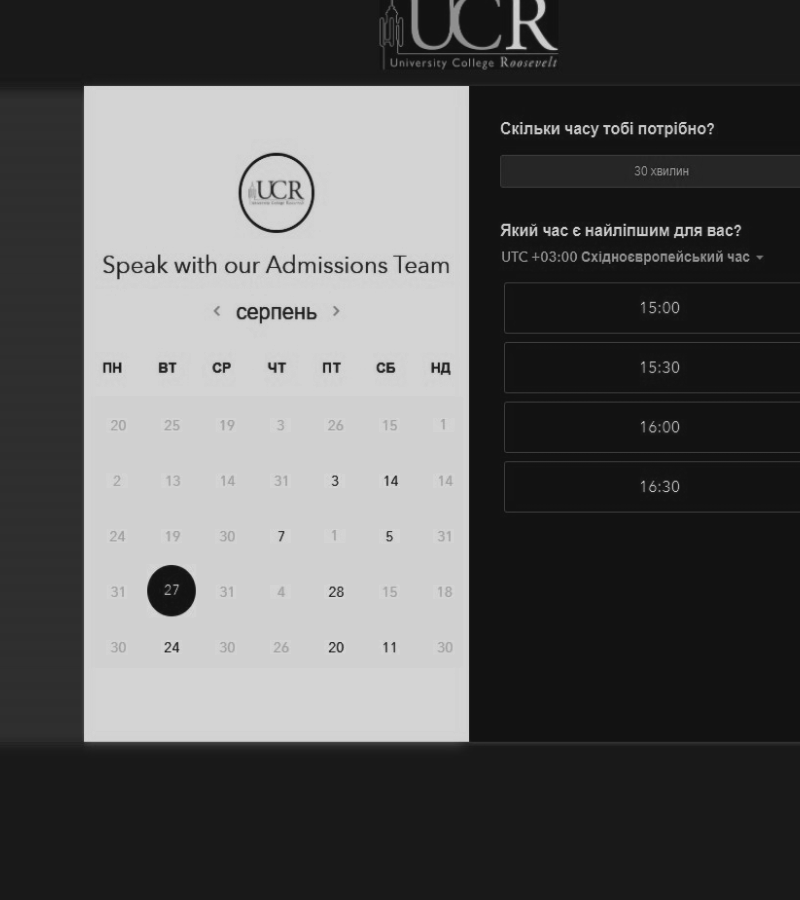 UCR
University College Roosevelt
UCR
University College Roosevelt
Speak with our Admissions Team
серпень
ПН ВТ СР ЧТ ПТ СБ НД
20 25 19 3 26 15 1
2 13 14 31 3 14 14
24 19 30 7 1 5 31
31 27 31 4 28 15 18
30 24 30 26 20 11 30
Скільки часу тобі потрібно?
30 хвилин
Який час є найліпшим для вас?
UTC +03:00 Східноєвропейський час
15:00
15:30
16:00
16:30